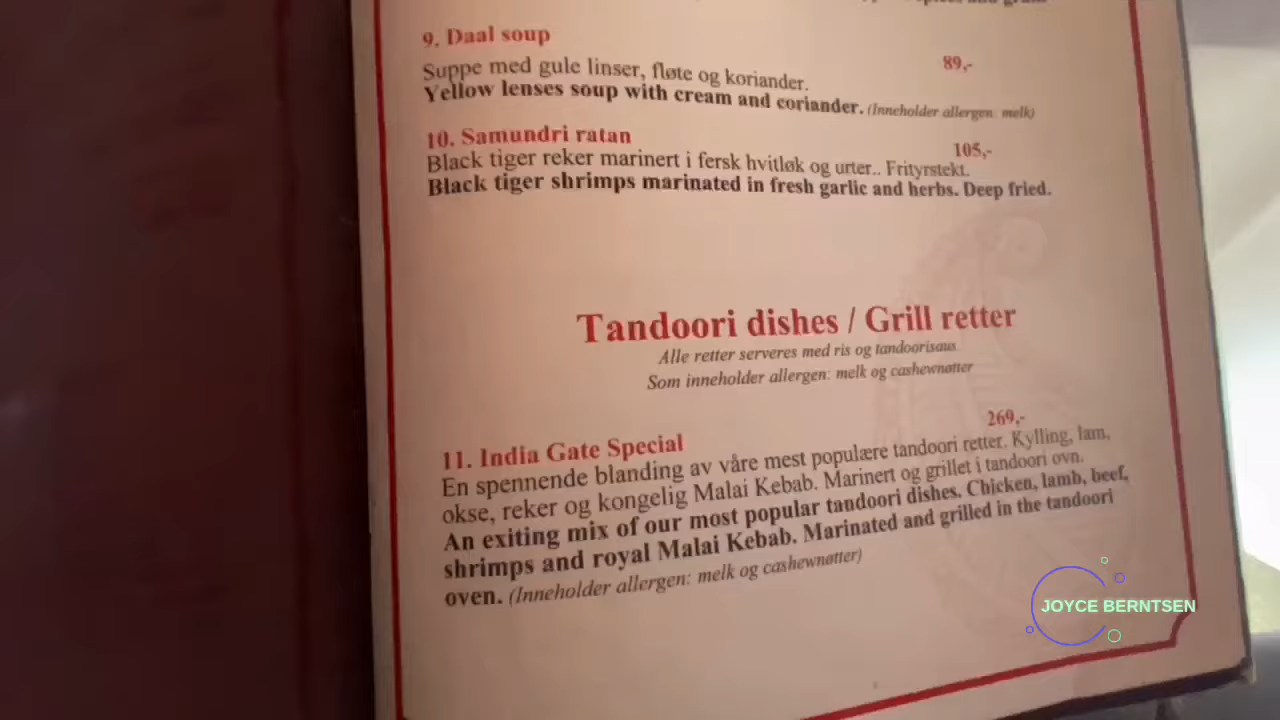 9. Daal soup
89,-
Suppe med gule linser, fløte og koriander.
Yellow lenses soup with cream and coriander. (Inneholder allergen: melk)
10. Samundri ratan
105,-
Black tiger reker marinert i fersk hvitløk og urter.. Frityrstekt.
Black tiger shrimps marinated in fresh garlic and herbs. Deep fried.
Tandoori dishes / Grill retter
Alle retter serveres med ris og tandoorisaus
Som inneholder allergen: melk og cashewnøtter
269,-
11. India Gate Special
En spennende blanding av våre mest populære tandoori retter. Kylling, lam,
okse, reker og kongelig Malai Kebab. Marinert og grillet i tandoori ovn.
An exiting mix of our most popular tandoori dishes. Chicken, lamb, beef,
shrimps and royal Malai Kebab. Marinated and grilled in the tandoori
oven. (Inneholder allergen: melk og cashewnøtter)
JOYCE BERNTSEN